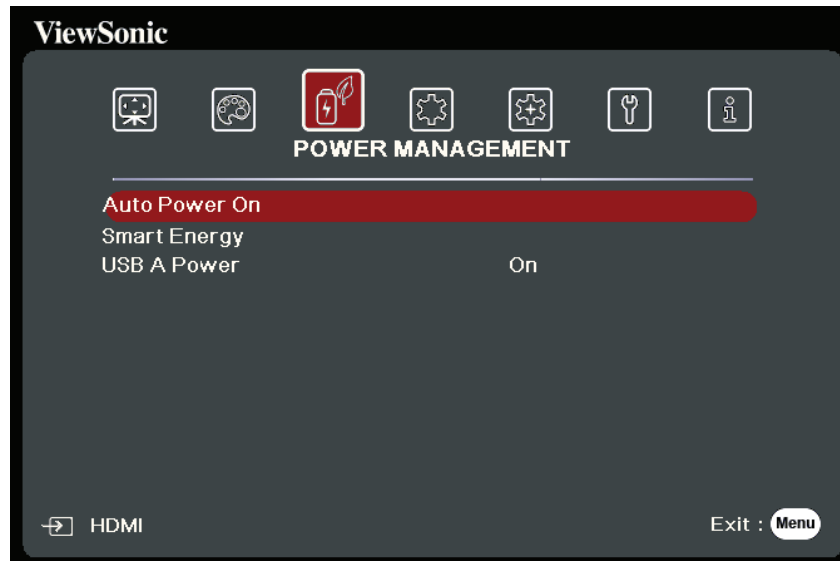 ViewSonic
POWER MANAGEMENT
Auto Power On
Smart Energy
USB A Power On
HDMI
Exit : Menu